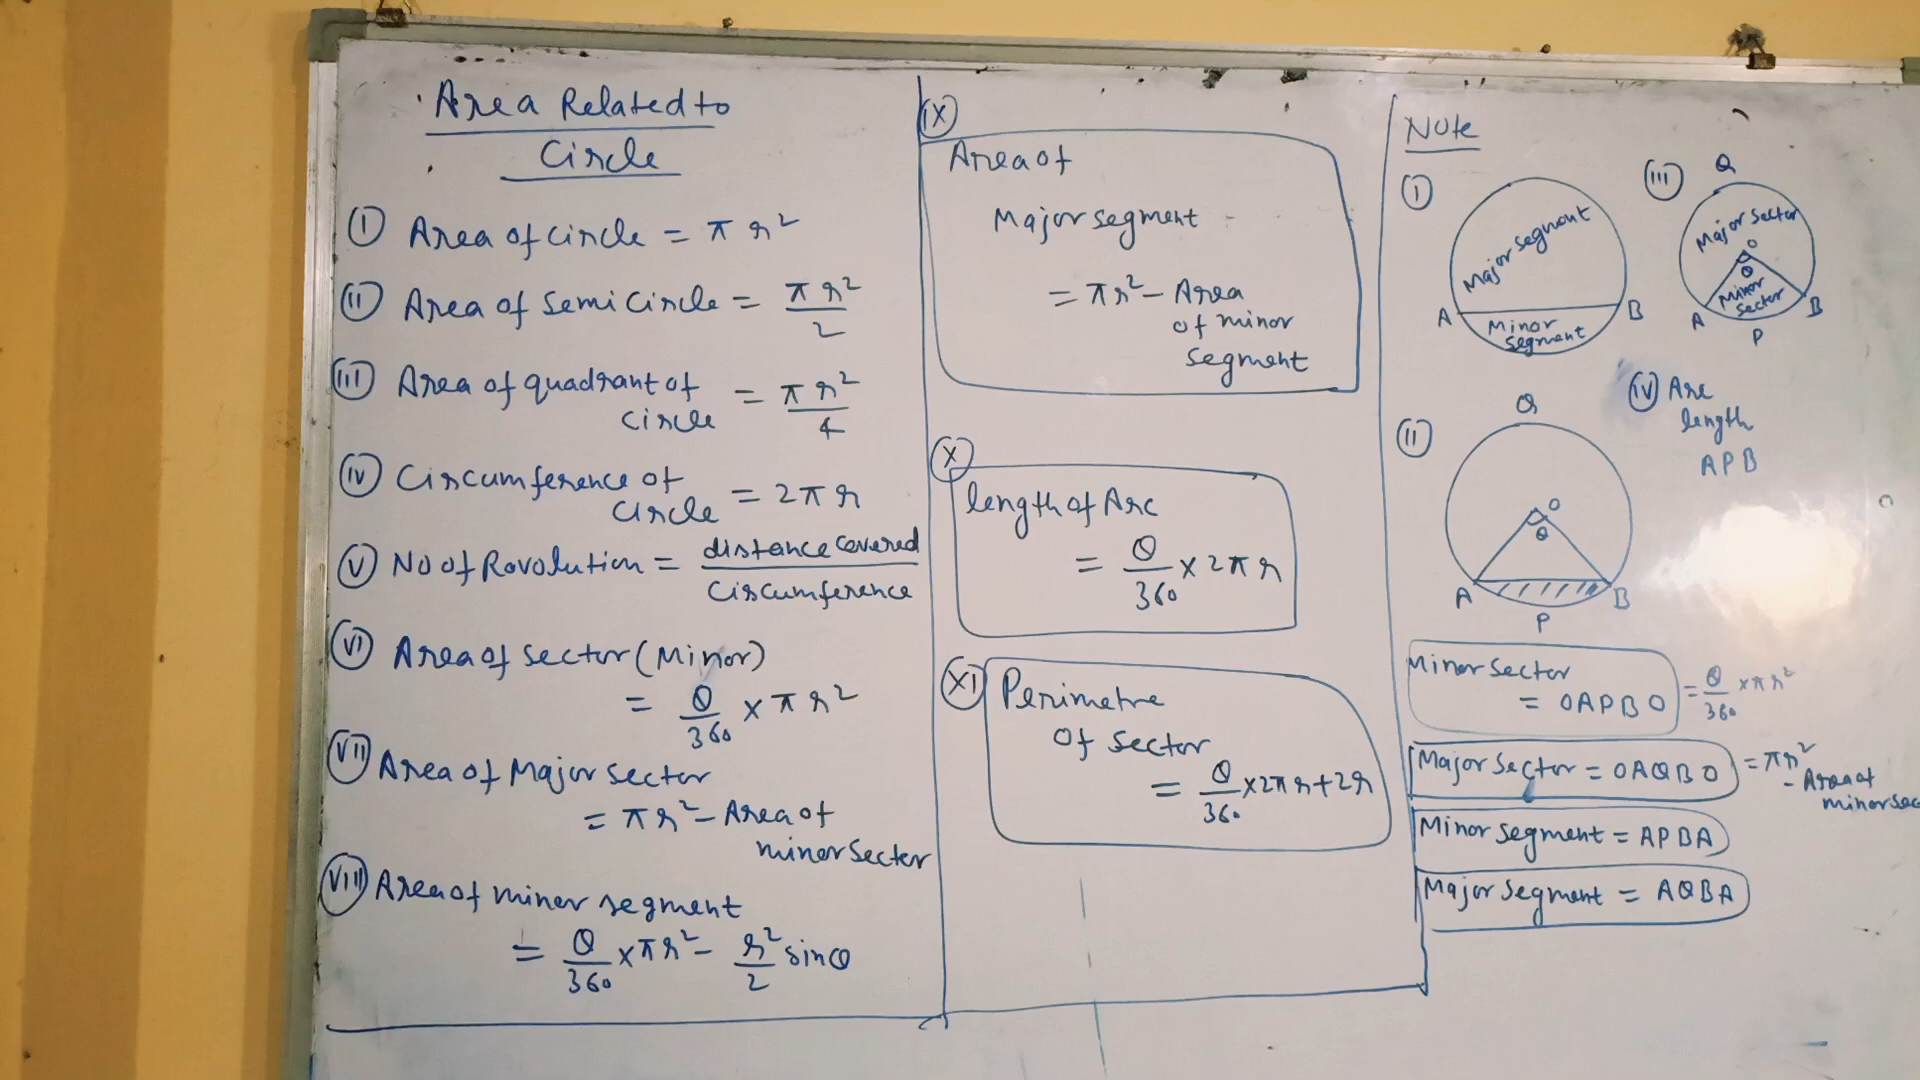 Area Related to
Circle
(I) Area of circle = πr²
(II) Area of semicircle = πr²/2
(III) Area of quadrant of
circle = πr²/4
(IV) Circumference of
circle = 2πr
(V) No of Rovolution = distance covered/Circumference
(VI) Area of sector (Minor)
= θ/360 × πr²
(VII) Area of Major sector
= πr² - Area of
minor sector
(VIII) Area of minor segment
= θ/360 × πr² - r²/2 sinθ
(IX)
Area of
Major segment
= πr² - Area
of minor
segment
(X)
length of Arc
= θ/360 × 2πr
(XI) Perimetre
of sector
= θ/360 × 2πr + 2r
Note
(I)
Major segment
A B
Minor
segment
(III)
Q
Major sector
O
θ
Minor
sector
A B
P
(II)
Q
O
θ
A B
P
(IV) Arc
length
APB
Minor sector
= OAPBO = θ/360 × πr²
Major sector = OAQBO = πr²
- Area of
minor sec
Minor segment = APBA
Major segment = AQBA